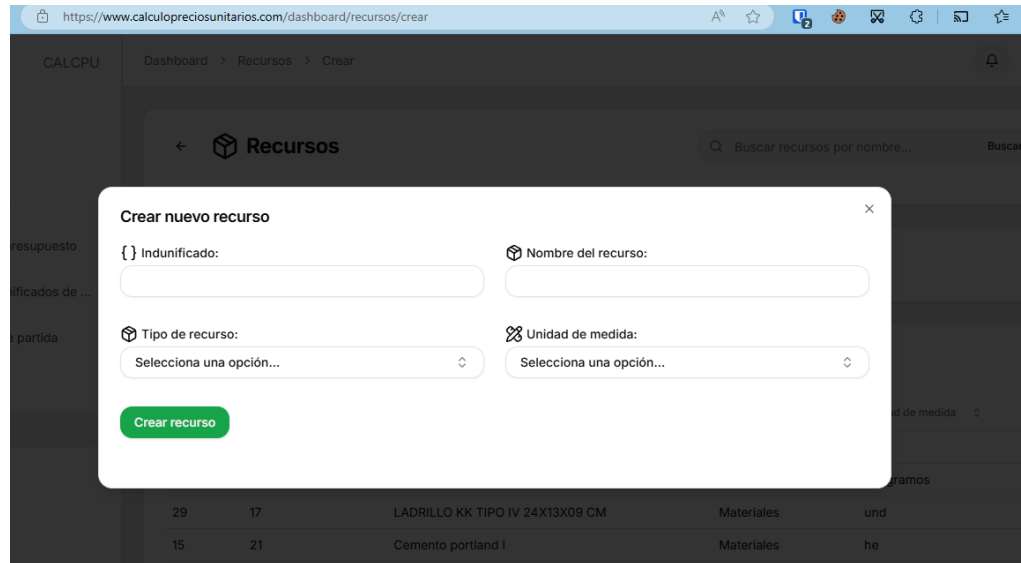 https://www.calculopreciosunitarios.com/dashboard/recursos/crear
2
CALCPU
Dashboard > Recursos > Crear
Recursos
Buscar recursos por nombre...
Buscar
Crear nuevo recurso
{ } Indunificado:
Nombre del recurso:
resupuesto
ificados de ...
Tipo de recurso:
Unidad de medida:
partida
Selecciona una opción...
Selecciona una opción...
Crear recurso
d de medida
gramos
29 17 LADRILLO KK TIPO IV 24X13X09 CM Materiales und
15 21 Cemento portland I Materiales he